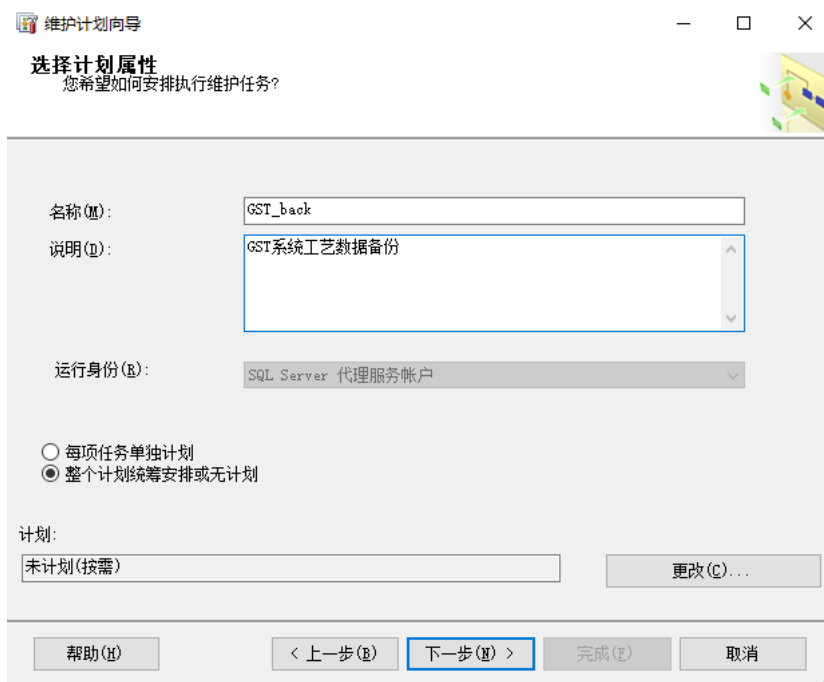 维护计划向导
选择计划属性
您希望如何安排执行维护任务?
名称(M):
GST_back
说明(D):
GST系统工艺数据备份
运行身份(R):
SQL Server 代理服务帐户
每项任务单独计划
整个计划统筹安排或无计划
计划:
未计划(按需)
更改(C)...
帮助(H)
< 上一步(B)
下一步(N) >
完成(F)
取消